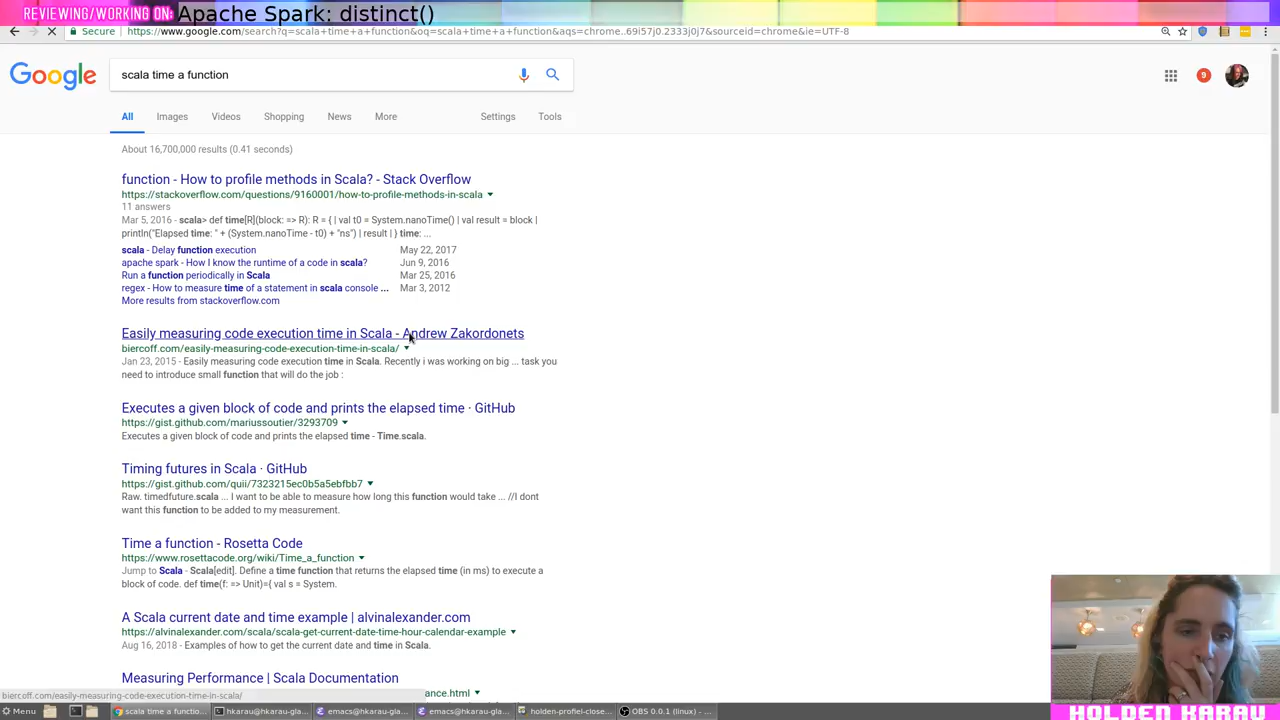 REVIEWING/WORKING ON: Apache Spark: distinct()
Secure https://www.google.com/search?q=scala+time+a+function&oq=scala+time+a+function&aqs=chrome..69i57j0.2333j0j7&sourceid=chrome&ie=UTF-8
Google scala time a function 9
All Images Videos Shopping News More Settings Tools
About 16,700,000 results (0.41 seconds)
function - How to profile methods in Scala? - Stack Overflow
https://stackoverflow.com/questions/9160001/how-to-profile-methods-in-scala
11 answers
Mar 5, 2016 - scala> def time[R](block: => R): R = { | val t0 = System.nanoTime() | val result = block |
println("Elapsed time: " + (System.nanoTime - t0) + "ns") | result | } time: ...
scala - Delay function execution May 22, 2017
apache spark - How I know the runtime of a code in scala? Jun 9, 2016
Run a function periodically in Scala Mar 25, 2016
regex - How to measure time of a statement in scala console ... Mar 3, 2012
More results from stackoverflow.com
Easily measuring code execution time in Scala - Andrew Zakordonets
biercoff.com/easily-measuring-code-execution-time-in-scala/
Jan 23, 2015 - Easily measuring code execution time in Scala. Recently i was working on big ... task you
need to introduce small function that will do the job :
Executes a given block of code and prints the elapsed time · GitHub
https://gist.github.com/mariussoutier/3293709
Executes a given block of code and prints the elapsed time - Time.scala.
Timing futures in Scala · GitHub
https://gist.github.com/quii/7323215ec0b5a5ebfbb7
Raw. timedfuture.scala ... I want to be able to measure how long this function would take ... //I dont
want this function to be added to my measurement.
Time a function - Rosetta Code
https://www.rosettacode.org/wiki/Time_a_function
Jump to Scala - Scala[edit]. Define a time function that returns the elapsed time (in ms) to execute a
block of code. def time(f: => Unit)={ val s = System.
A Scala current date and time example | alvinalexander.com
https://alvinalexander.com/scala/scala-get-current-date-time-hour-calendar-example
Aug 16, 2018 - Examples of how to get the current date and time in Scala.
Measuring Performance | Scala Documentation
ance.html
biercoff.com/easily-measuring-code-execution-time-in-scala/
Menu scala time a functio... hkarau@hkarau-gla... emacs@hkarau-gla... emacs@hkarau-gla... holden-profiel-close... OBS 0.0.1 (linux) - ...
HOLDEN KARAU